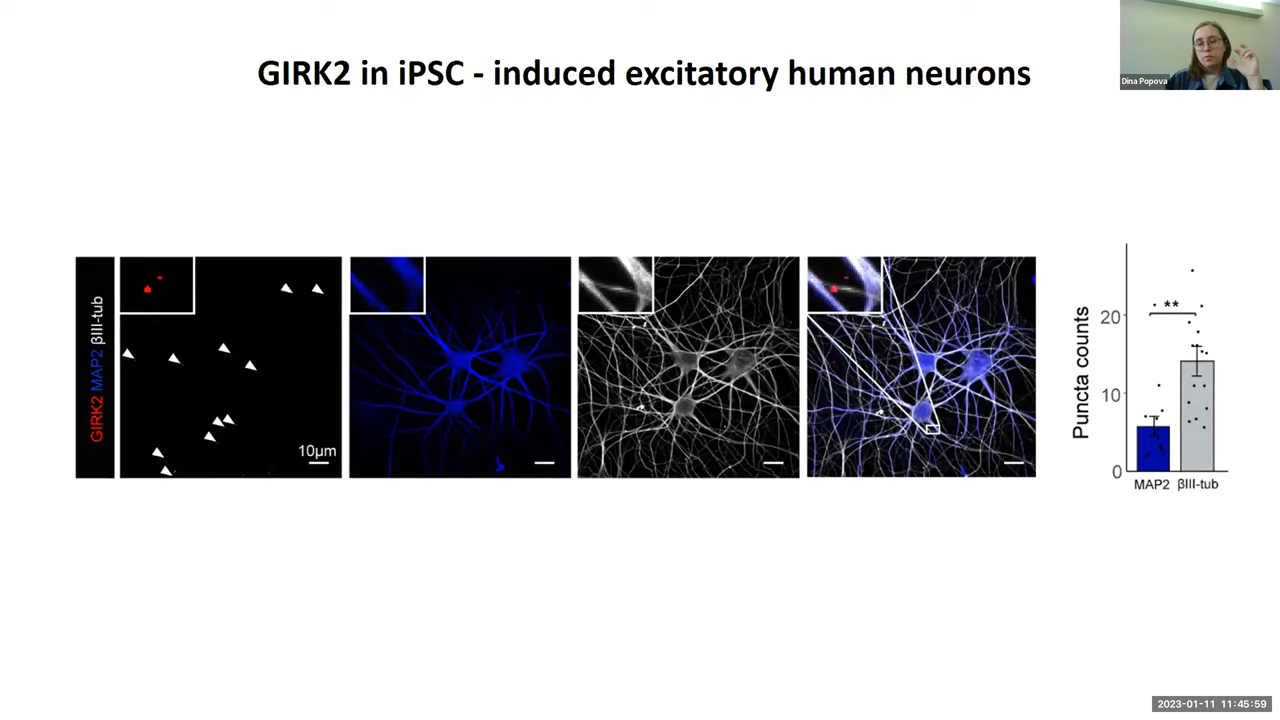 GIRK2 in iPSC - induced excitatory human neurons
Dina Popova
GIRK2 MAP2 βIII-tub
10µm
Puncta counts
20
10
0
**
MAP2 βIII-tub
2023-01-11 11:45:59